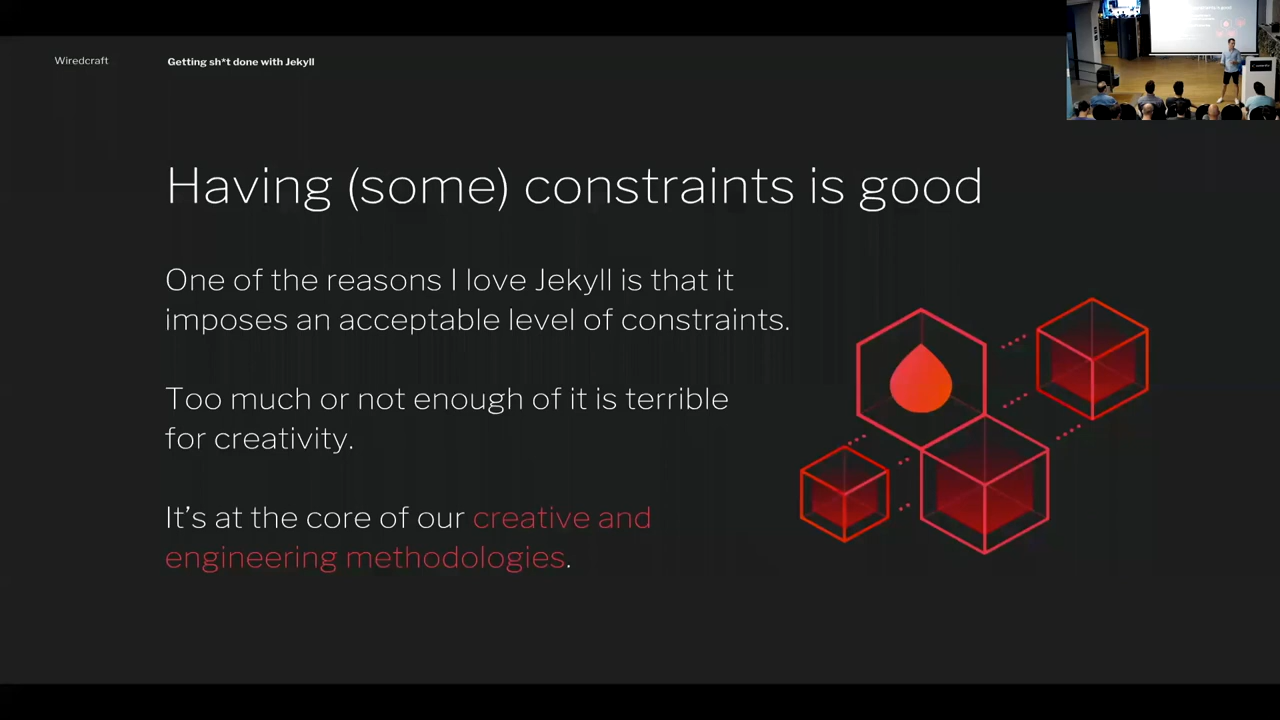 Wiredcraft
Getting sh*t done with Jekyll
Having (some) constraints is good
One of the reasons I love Jekyll is that it
imposes an acceptable level of constraints.
Too much or not enough of it is terrible
for creativity.
It’s at the core of our creative and
engineering methodologies.